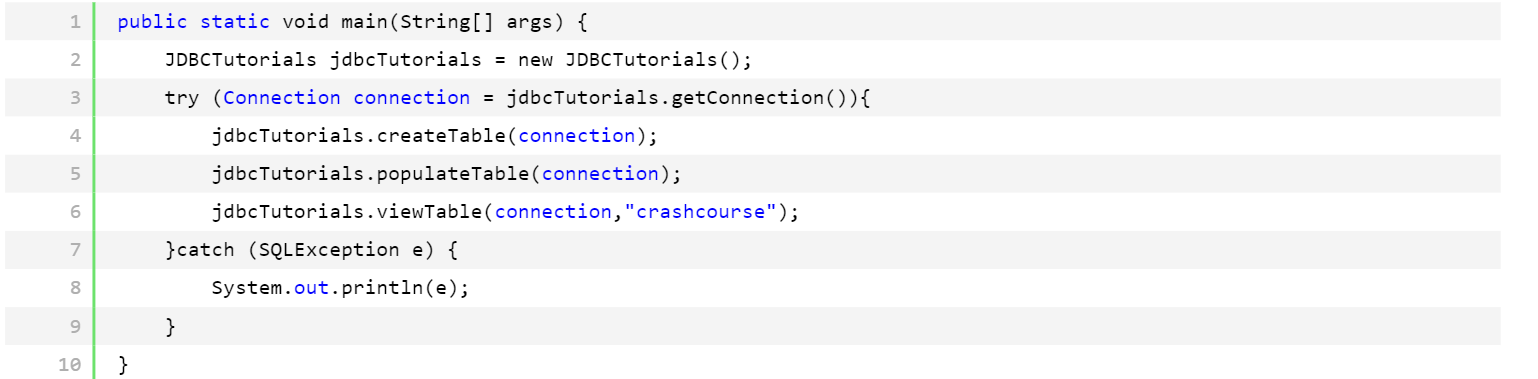 1 public static void main(String[] args) {
2 JDBCTutorials jdbcTutorials = new JDBCTutorials();
3 try (Connection connection = jdbcTutorials.getConnection()){
4 jdbcTutorials.createTable(connection);
5 jdbcTutorials.populateTable(connection);
6 jdbcTutorials.viewTable(connection,"crashcourse");
7 }catch (SQLException e) {
8 System.out.println(e);
9 }
10 }